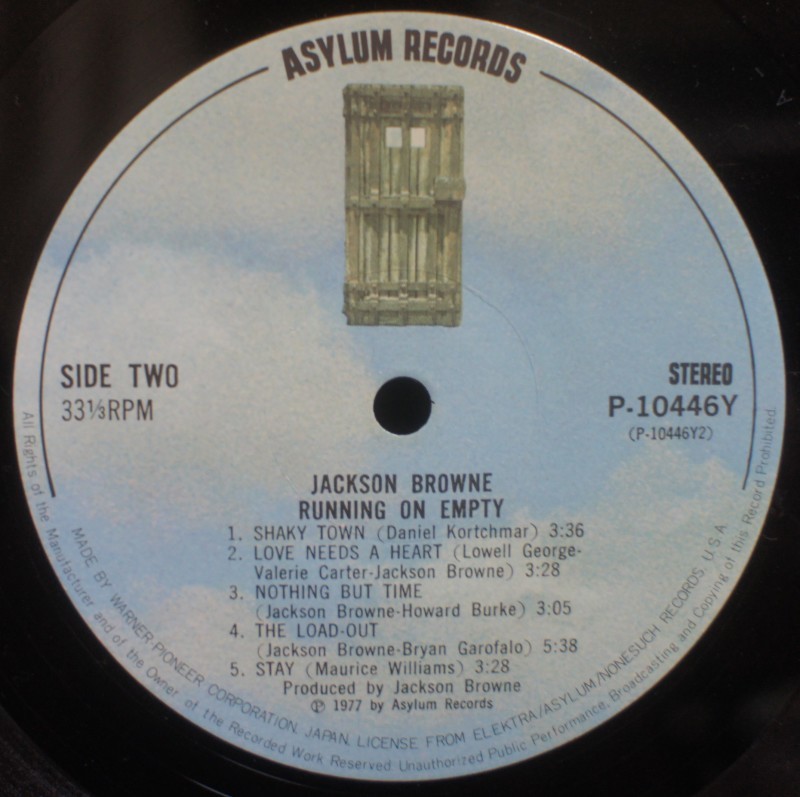 ASYLUM RECORDS
SIDE TWO
33⅓RPM
STEREO
P-10446Y
(P-10446Y2)
JACKSON BROWNE
RUNNING ON EMPTY
1. SHAKY TOWN (Daniel Kortchmar) 3:36
2. LOVE NEEDS A HEART (Lowell George-
Valerie Carter-Jackson Browne) 3:28
3. NOTHING BUT TIME
(Jackson Browne-Howard Burke) 3:05
4. THE LOAD-OUT
(Jackson Browne-Bryan Garofalo) 5:38
5. STAY (Maurice Williams) 3:28
Produced by Jackson Browne
℗ 1977 by Asylum Records
MADE BY WARNER-PIONEER CORPORATION, JAPAN, LICENSE FROM ELEKTRA/ASYLUM/NONESUCH RECORDS, U.S.A.
All Rights of the Manufacturer and of the Owner of the Recorded Work Reserved Unauthorized Public Performance, Broadcasting and Copying of this Record Prohibited.